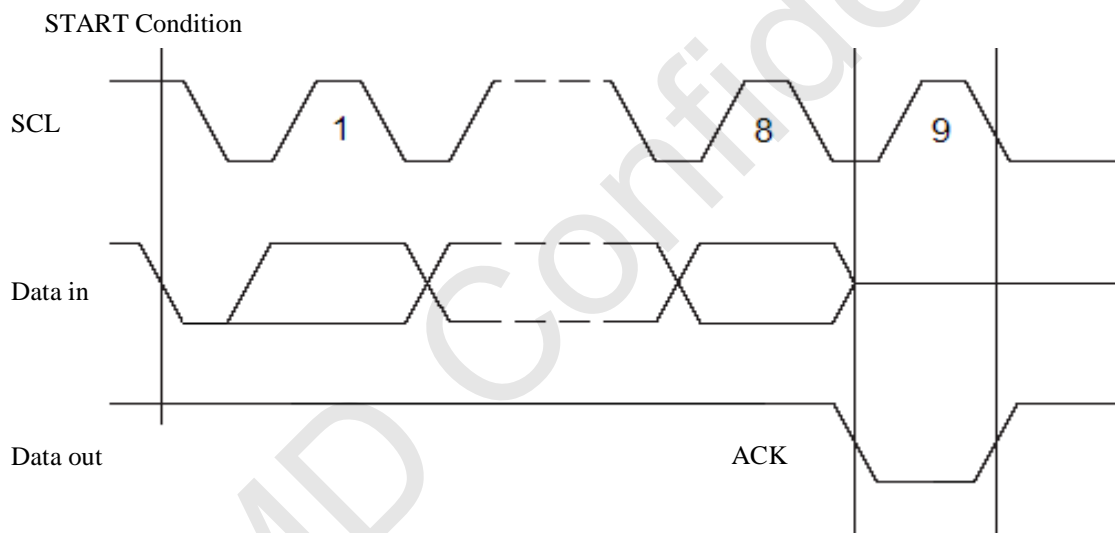 START Condition
SCL
1
8
9
Data in
Data out
ACK